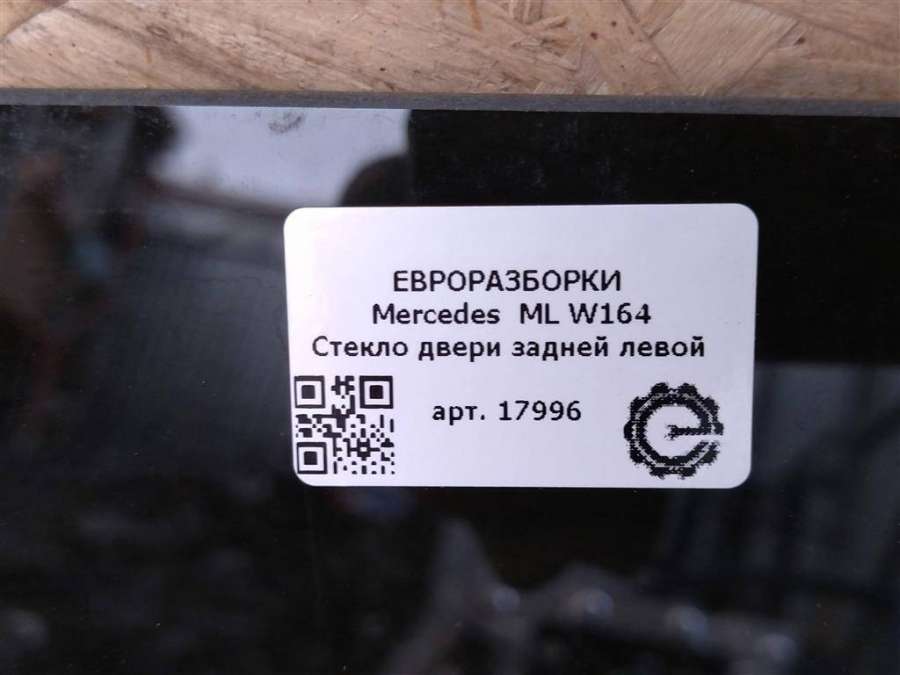 ЕВРОРАЗБОРКИ
Mercedes ML W164
Стекло двери задней левой
арт. 17996